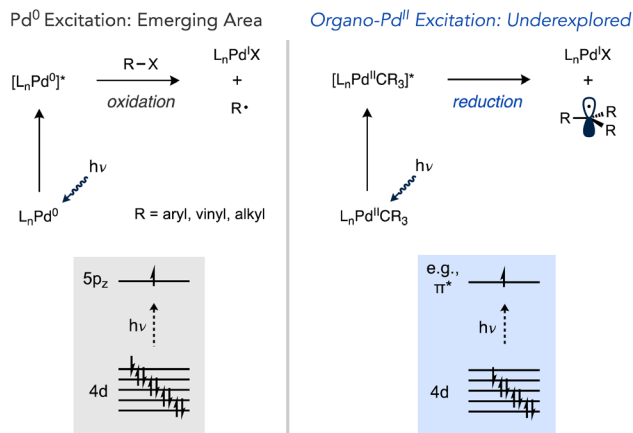 Pd⁰ Excitation: Emerging Area
[LₙPd⁰]*
R–X
oxidation
LₙPdᴵX
+
R•
hν
LₙPd⁰
R = aryl, vinyl, alkyl
5p_z
hν
4d
Organo-Pdᴵᴵ Excitation: Underexplored
[LₙPdᴵᴵCR₃]*
reduction
LₙPdᴵX
+
R
R
R
hν
LₙPdᴵᴵCR₃
e.g.,
π*
hν
4d